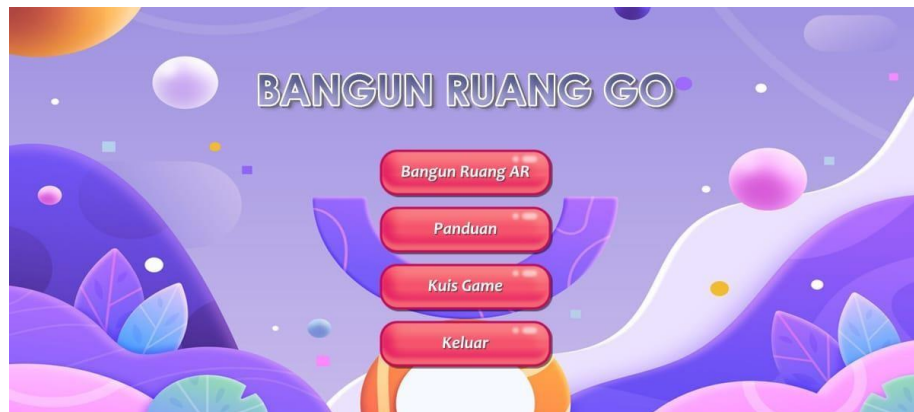 BANGUN RUANG GO
Bangun Ruang AR
Panduan
Kuis Game
Keluar